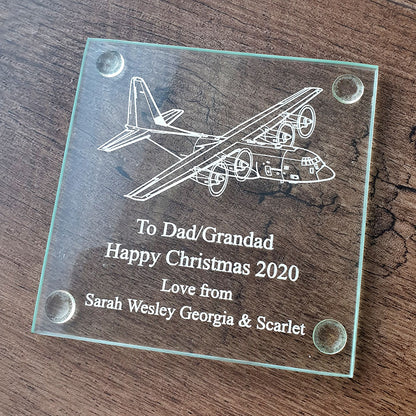 To Dad/Grandad
Happy Christmas 2020
Love from
Sarah Wesley Georgia & Scarlet